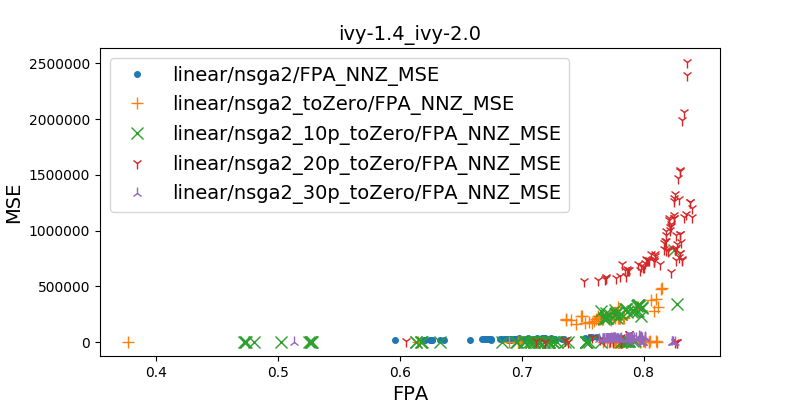 ivy-1.4_ivy-2.0
MSE
2500000
2000000
1500000
1000000
500000
0
linear/nsga2/FPA_NNZ_MSE
linear/nsga2_toZero/FPA_NNZ_MSE
linear/nsga2_10p_toZero/FPA_NNZ_MSE
linear/nsga2_20p_toZero/FPA_NNZ_MSE
linear/nsga2_30p_toZero/FPA_NNZ_MSE
0.4 0.5 0.6 0.7 0.8
FPA